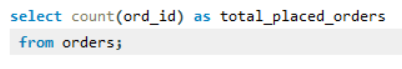 select count(ord_id) as total_placed_orders
from orders;